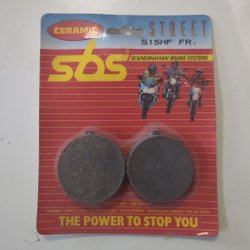 CERAMIC
STREET
515HF FR.
sbs
SCANDINAVIAN BRAKE SYSTEMS
THE POWER TO STOP YOU